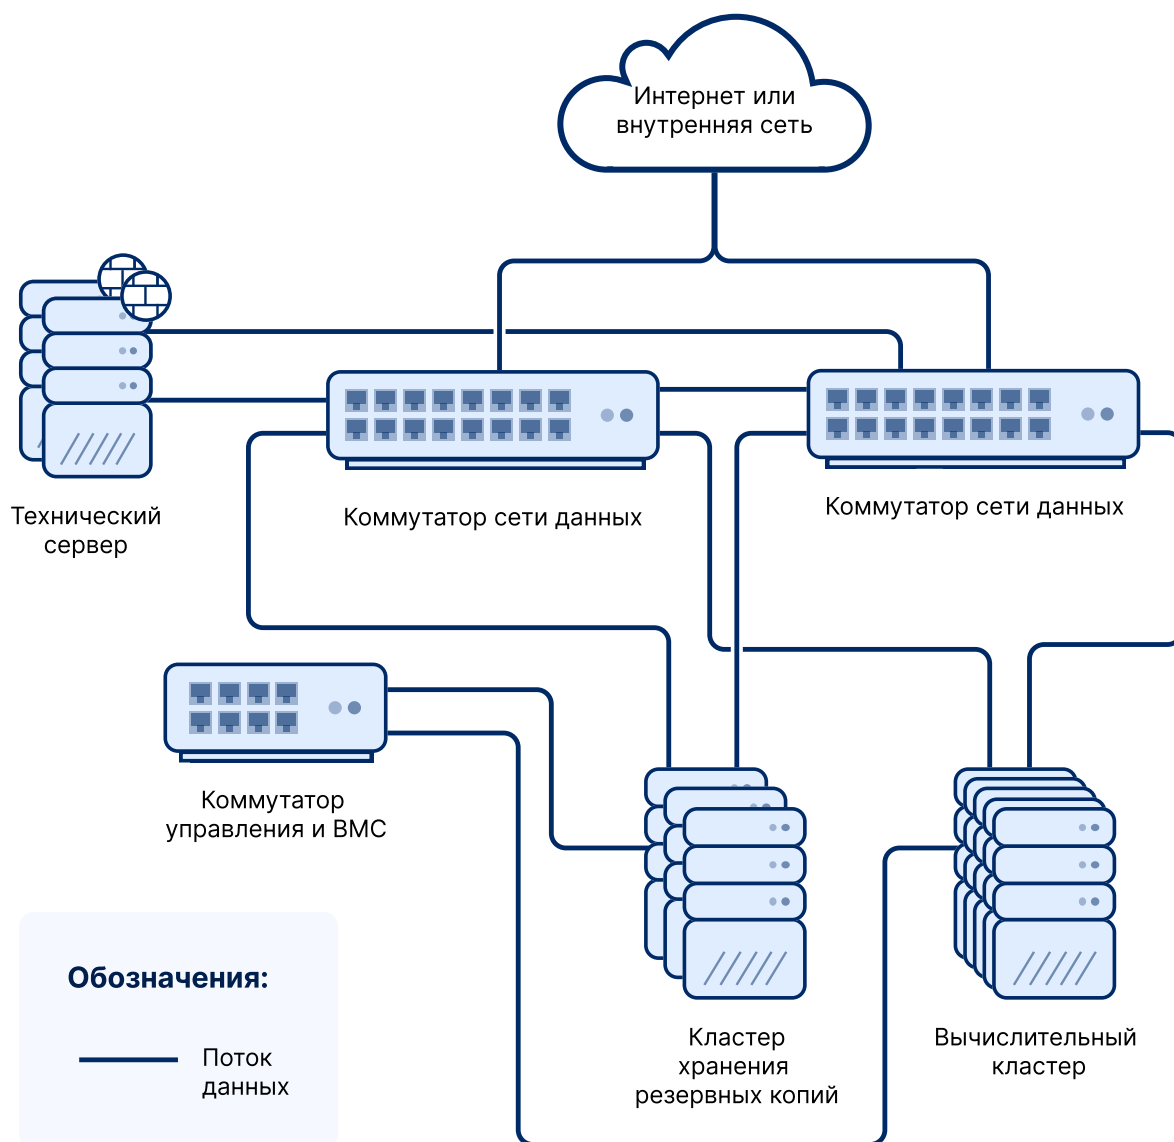 Интернет или
внутренняя сеть
Технический
сервер
Коммутатор сети данных
Коммутатор сети данных
Коммутатор
управления и BMC
Обозначения:
Поток
данных
Кластер
хранения
резервных копий
Вычислительный
кластер